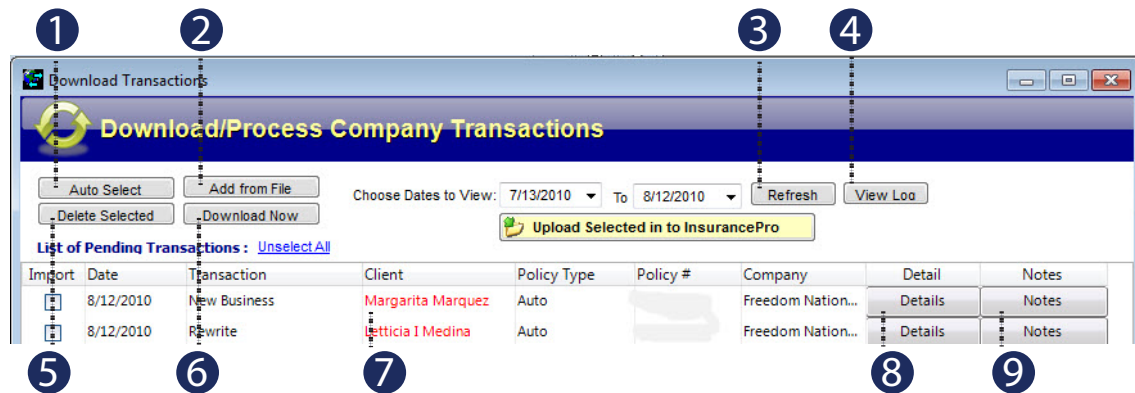 1 2 3 4
Download Transactions
Download/Process Company Transactions
Auto Select Add from File Choose Dates to View: 7/13/2010 To 8/12/2010 Refresh View Log
Delete Selected Download Now Upload Selected in to InsurancePro
List of Pending Transactions : Unselect All
Import Date Transaction Client Policy Type Policy # Company Detail Notes
8/12/2010 New Business Margarita Marquez Auto Freedom Nation... Details Notes
8/12/2010 Rewrite Letticia I Medina Auto Freedom Nation... Details Notes
5 6 7 8 9